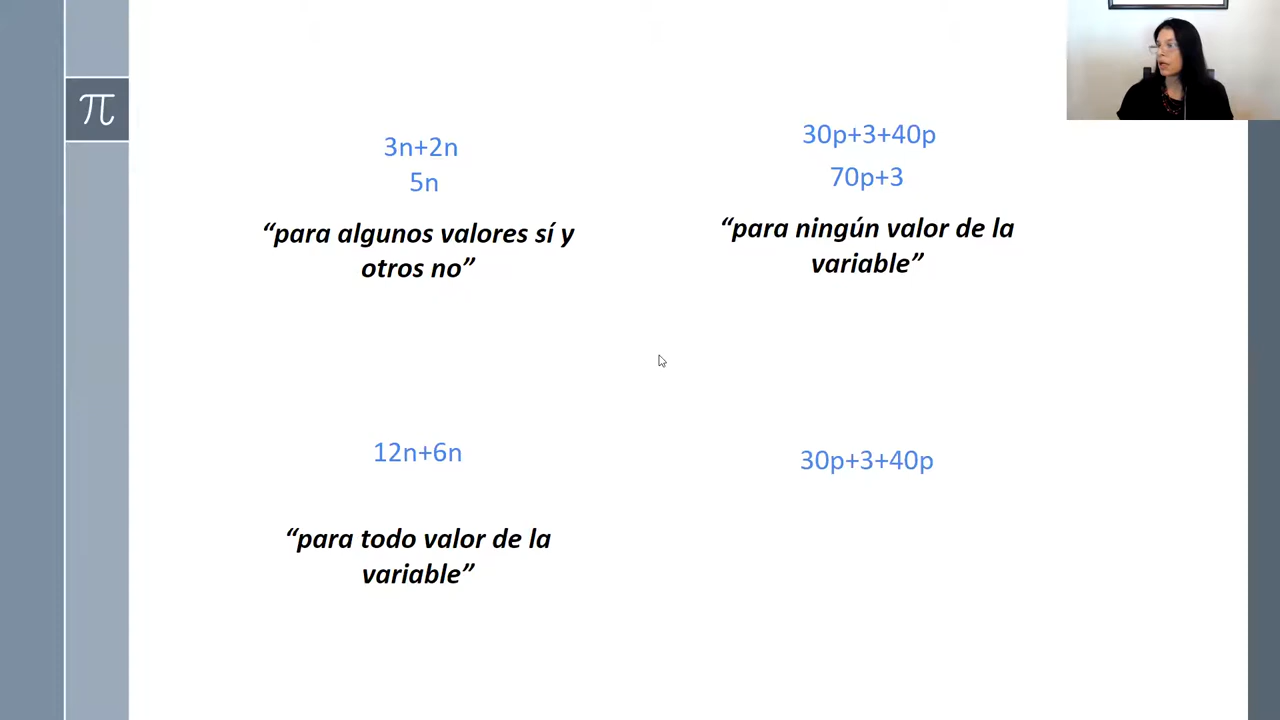 π
3n+2n
5n
“para algunos valores sí y
otros no”
30p+3+40p
70p+3
“para ningún valor de la
variable”
12n+6n
“para todo valor de la
variable”
30p+3+40p